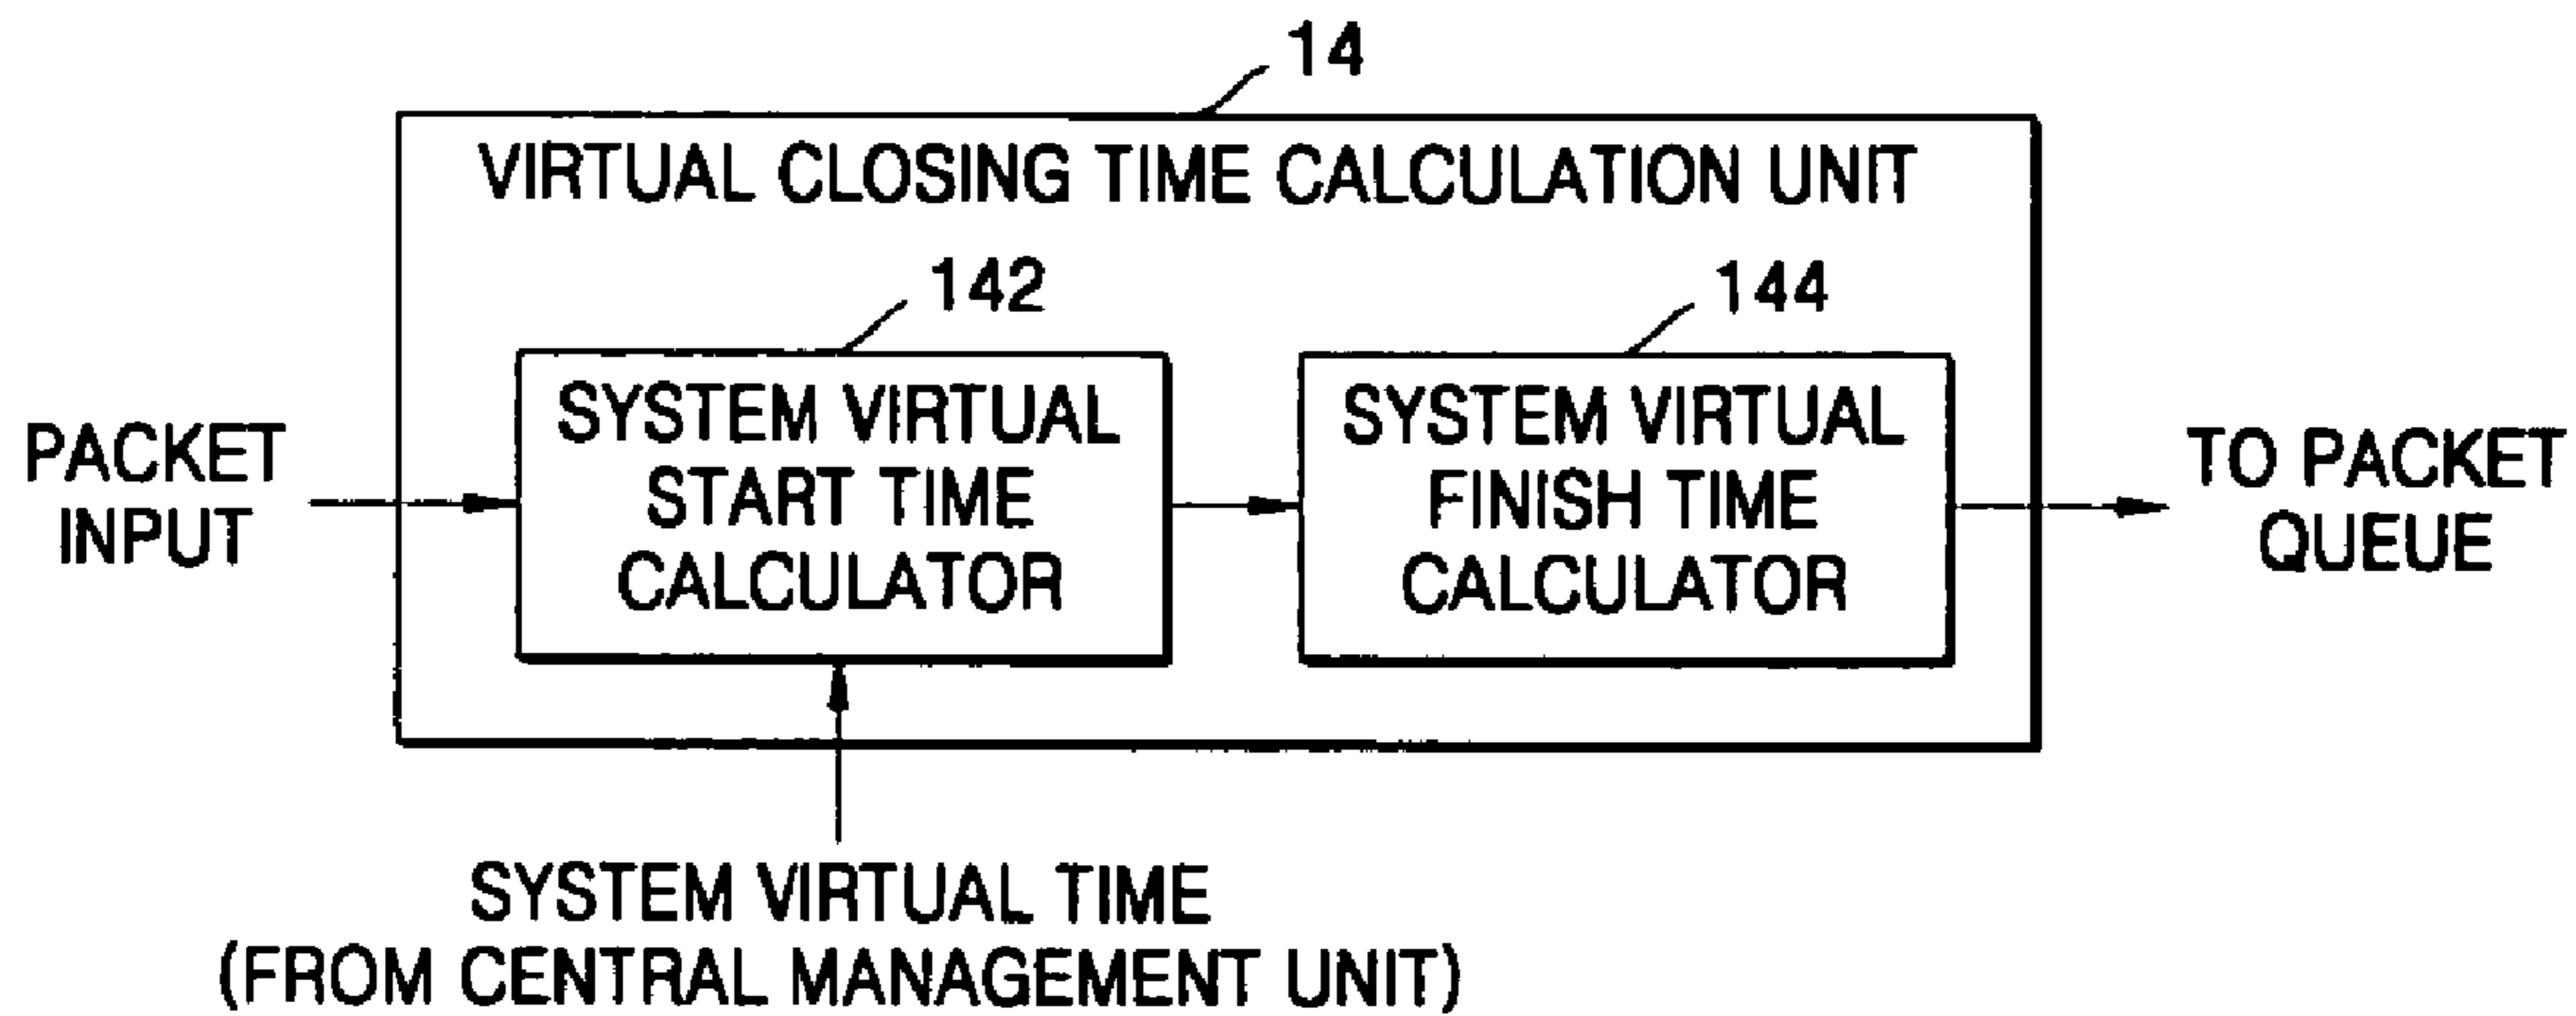 14
VIRTUAL CLOSING TIME CALCULATION UNIT
142
144
PACKET
INPUT
SYSTEM VIRTUAL
START TIME
CALCULATOR
SYSTEM VIRTUAL
FINISH TIME
CALCULATOR
TO PACKET
QUEUE
SYSTEM VIRTUAL TIME
(FROM CENTRAL MANAGEMENT UNIT)